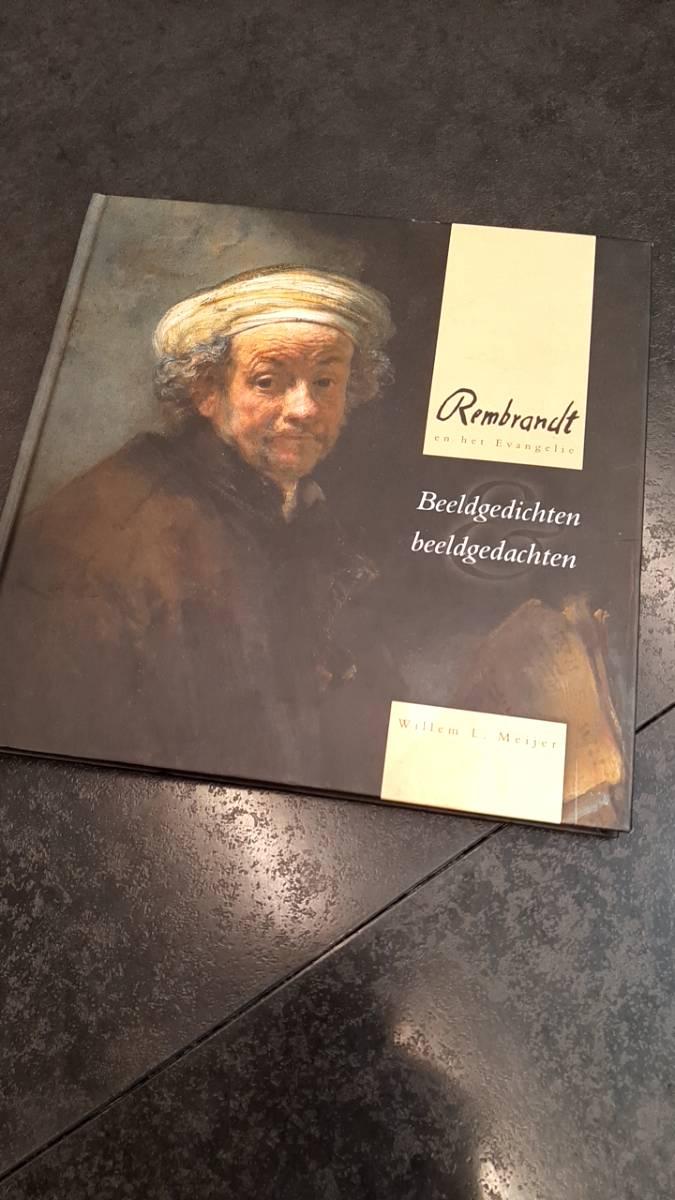 Rembrandt
en het Evangelie
Beeldgedichten
&
beeldgedachten
Willem L. Meijer